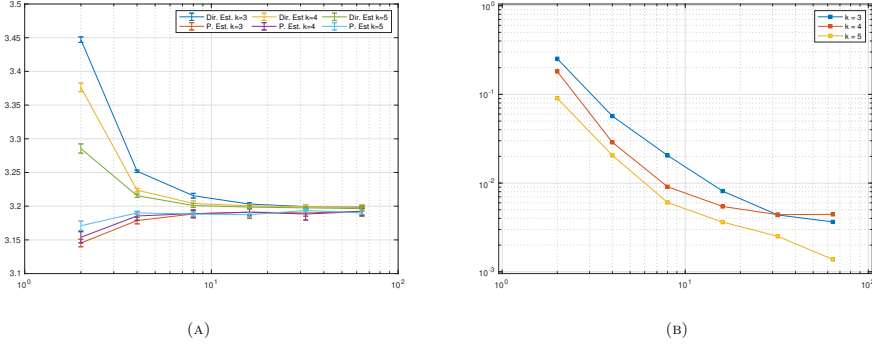 3.5
3.45
3.4
3.35
3.3
3.25
3.2
3.15
3.1
10^0
10^1
10^2
Dir. Est. k=3
P. Est. k=3
Dir. Est k=4
P. Est. k=4
Dir. Est k=5
P. Est k=5
(A)
10^0
10^-1
10^-2
10^-3
10^0
10^1
10^2
k = 3
k = 4
k = 5
(B)